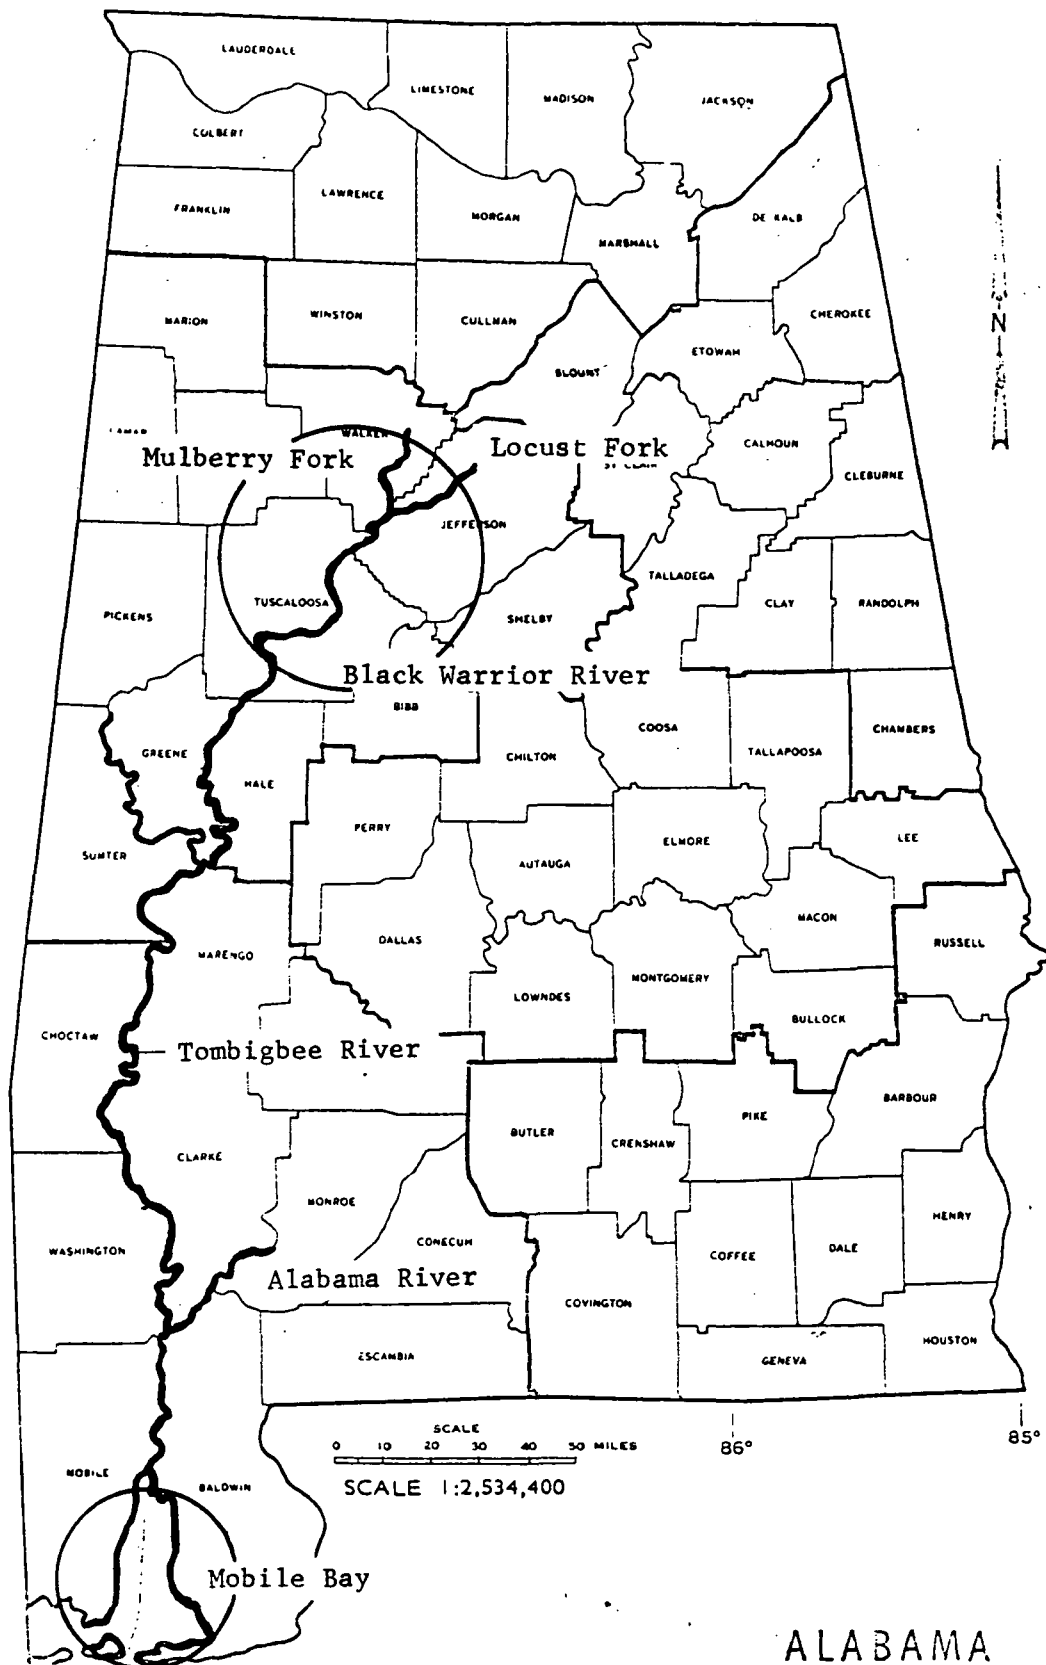 LAUDERDALE
LIMESTONE
MADISON
JACKSON
COLBERT
LAWRENCE
FRANKLIN
MORGAN
DE KALB
MARSHALL
MARION
WINSTON
CULLMAN
CHEROKEE
N
ETOWAH
BLOUNT
LAMAR
WALKER
Mulberry Fork
Locust Fork
ST CLAIR
CALHOUN
CLEBURNE
JEFFERSON
TALLADEGA
TUSCALOOSA
PICKENS
SHELBY
CLAY
RANDOLPH
Black Warrior River
BIBB
COOSA
CHAMBERS
TALLAPOOSA
GREENE
HALE
CHILTON
PERRY
ELMORE
LEE
SUMTER
AUTAUGA
MACON
DALLAS
RUSSELL
MARENGO
MONTGOMERY
LOWNDES
BULLOCK
CHOCTAW
Tombigbee River
BARBOUR
PIKE
BUTLER
CRENSHAW
CLARKE
MONROE
HENRY
WASHINGTON
CONECUH
COFFEE
DALE
Alabama River
COVINGTON
HOUSTON
ESCAMBIA
GENEVA
SCALE
0 10 20 30 40 50 MILES
SCALE 1:2,534,400
86°
85°
MOBILE
BALDWIN
Mobile Bay
ALABAMA